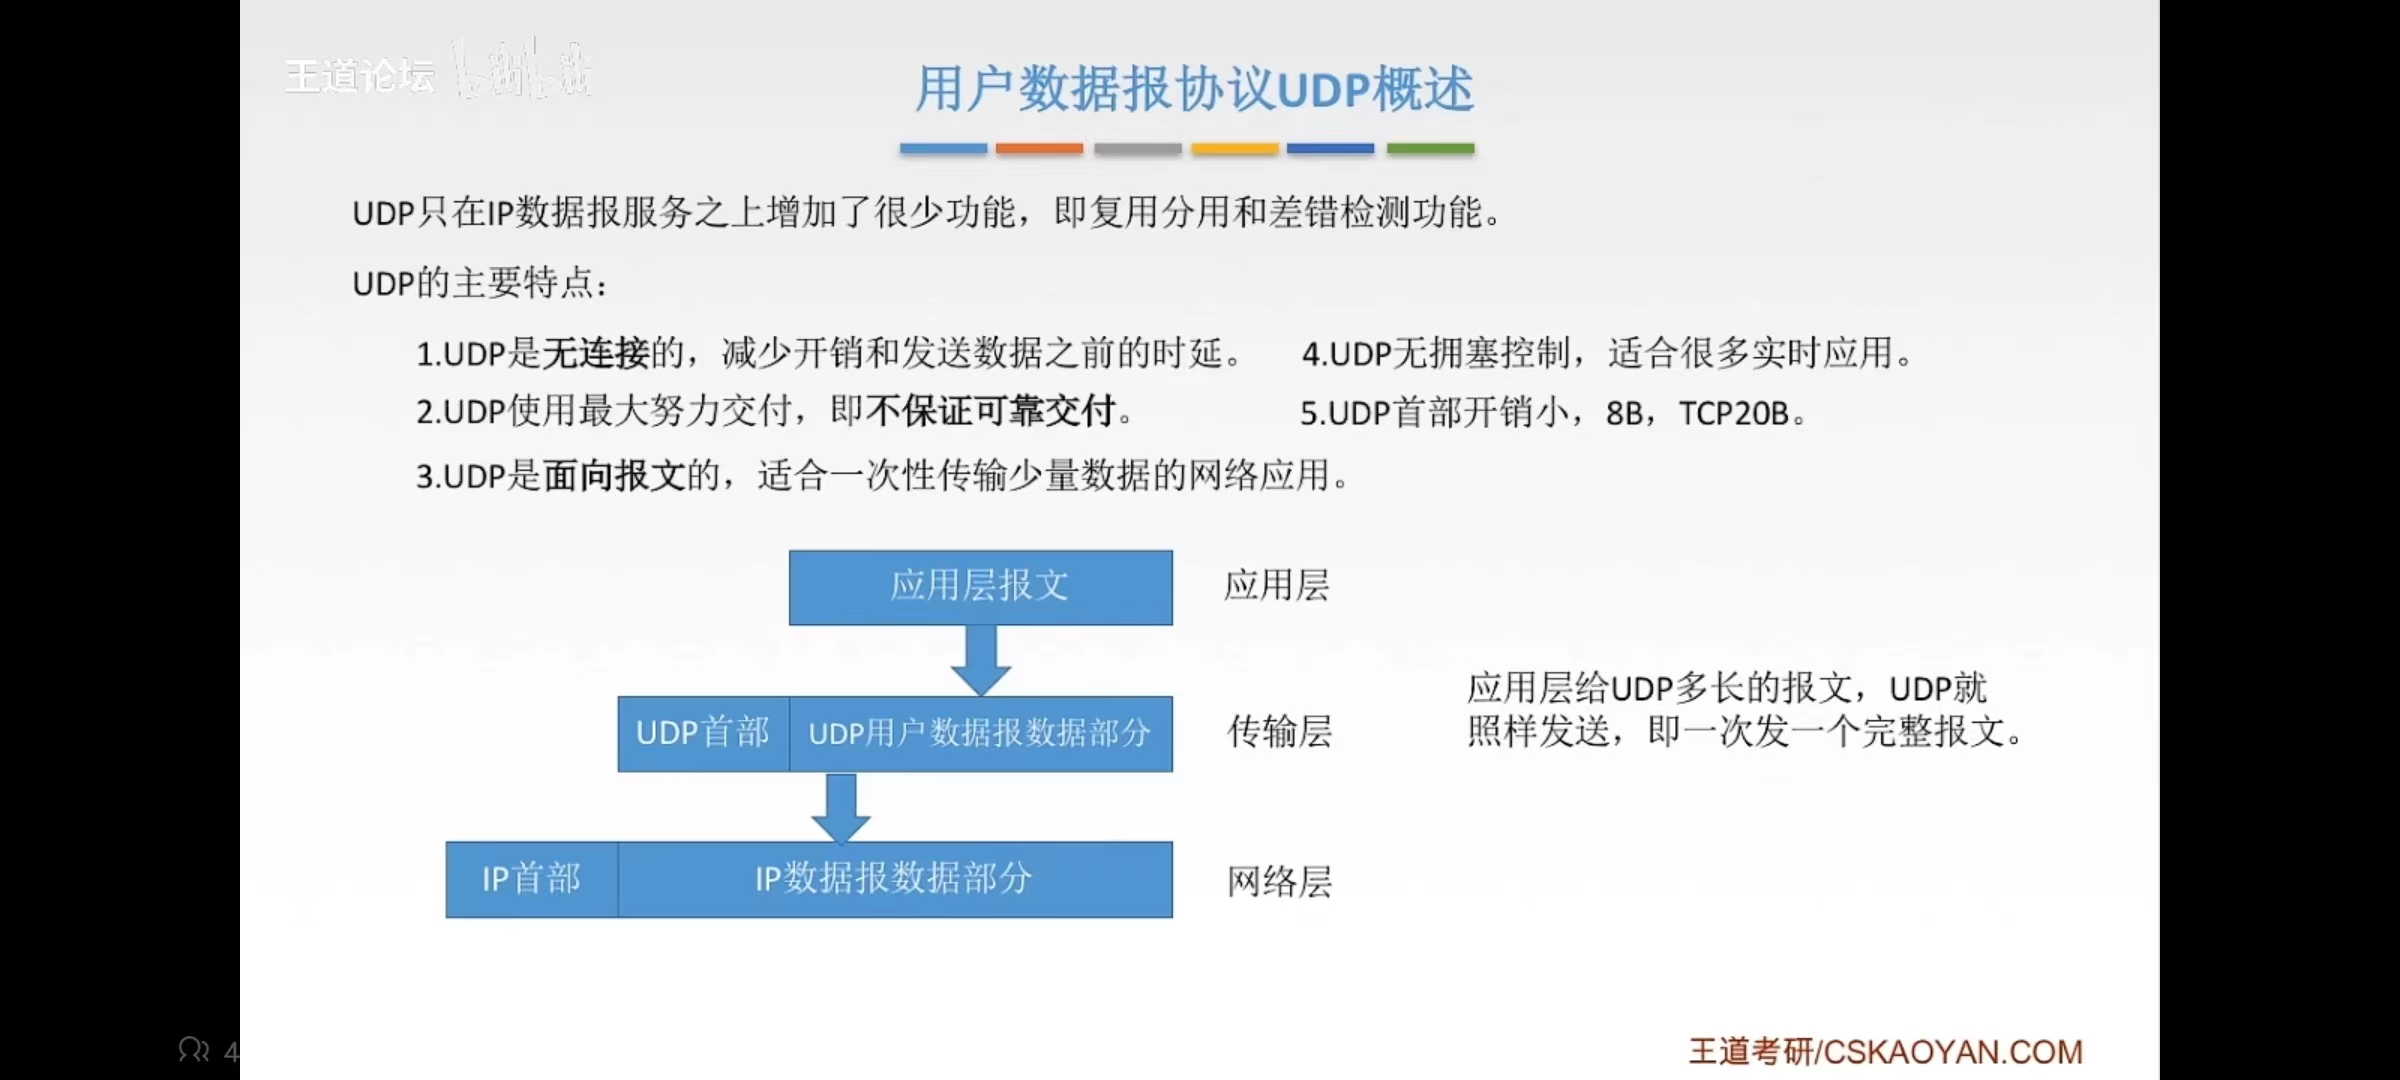 王道论坛 bilibili
用户数据报协议UDP概述
UDP只在IP数据报服务之上增加了很少功能，即复用分用和差错检测功能。
UDP的主要特点：
1.UDP是无连接的，减少开销和发送数据之前的时延。
4.UDP无拥塞控制，适合很多实时应用。
2.UDP使用最大努力交付，即不保证可靠交付。
5.UDP首部开销小，8B，TCP20B。
3.UDP是面向报文的，适合一次性传输少量数据的网络应用。
应用层报文
应用层
UDP首部
UDP用户数据报数据部分
传输层
应用层给UDP多长的报文，UDP就
照样发送，即一次发一个完整报文。
IP首部
IP数据报数据部分
网络层
4
王道考研/CSKAOYAN.COM